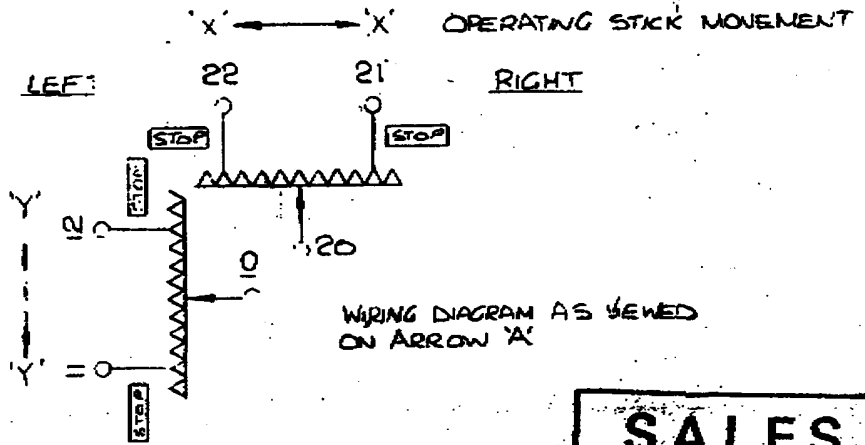 'X' 'X' OPERATING STICK MOVEMENT
LEFT 22 21 RIGHT
STOP STOP
STOP
'Y'
12
20
10
WIRING DIAGRAM AS VIEWED
ON ARROW 'A'
'Y' 11
STOP
SALES